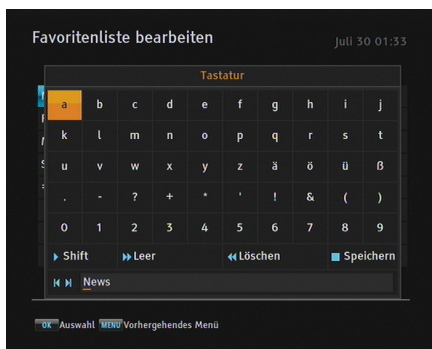 Favoritenliste bearbeiten
Juli 30 01:33
Tastatur
a b c d e f g h i j
k l m n o p q r s t
u v w x y z ä ö ü ß
. - ? + * ' ! & ( )
0 1 2 3 4 5 6 7 8 9
Shift Leer Löschen Speichern
News
OK Auswahl MENU Vorhergehendes Menü